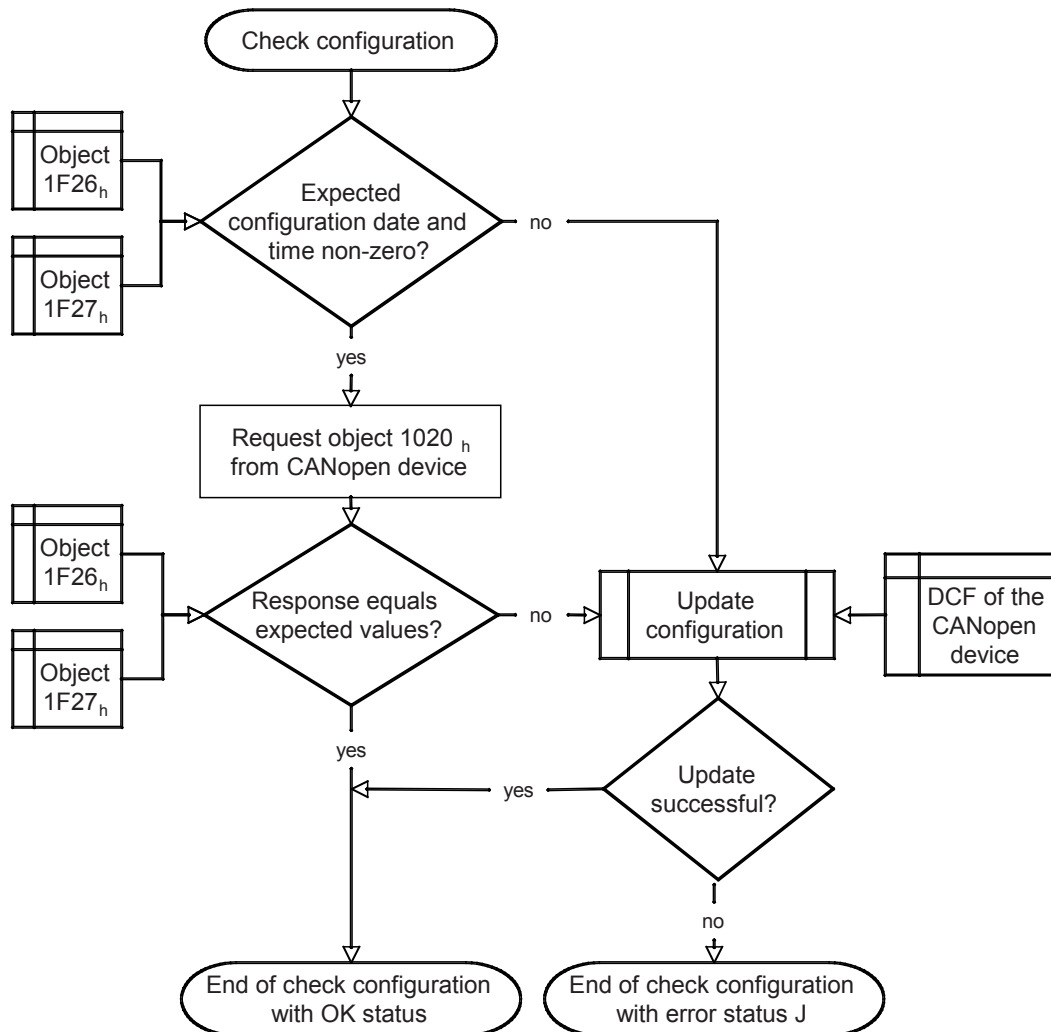 Check configuration
Object
1F26h
Object
1F27h
Expected
configuration date and
time non-zero?
no
yes
Request object 1020 h
from CANopen device
Object
1F26h
Object
1F27h
Response equals
expected values?
no
Update
configuration
DCF of the
CANopen
device
yes
yes
Update
successful?
no
End of check configuration
with OK status
End of check configuration
with error status J